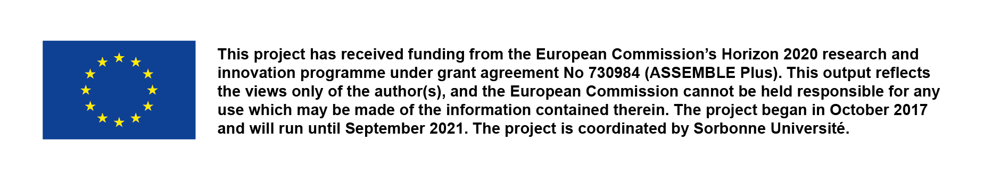 This project has received funding from the European Commission’s Horizon 2020 research and
innovation programme under grant agreement No 730984 (ASSEMBLE Plus). This output reflects
the views only of the author(s), and the European Commission cannot be held responsible for any
use which may be made of the information contained therein. The project began in October 2017
and will run until September 2021. The project is coordinated by Sorbonne Université.